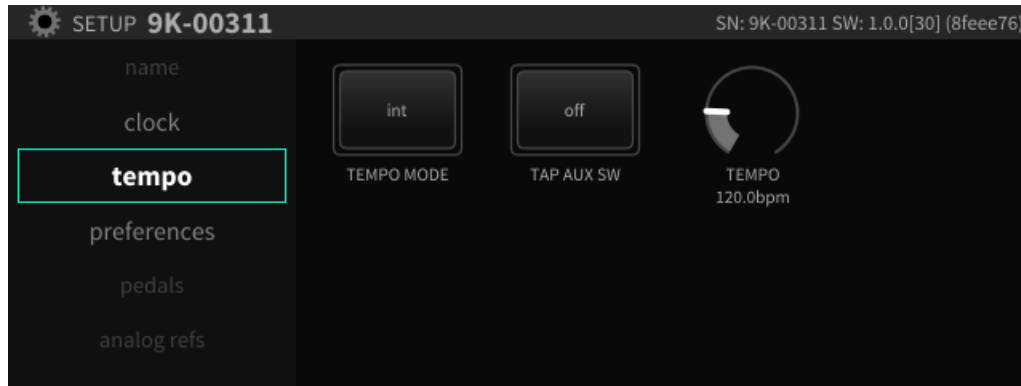 SETUP 9K-00311
SN: 9K-00311 SW: 1.0.0[30] (8feee76)
name
clock
tempo
preferences
pedals
analog refs
int
off
TEMPO MODE
TAP AUX SW
TEMPO
120.0bpm